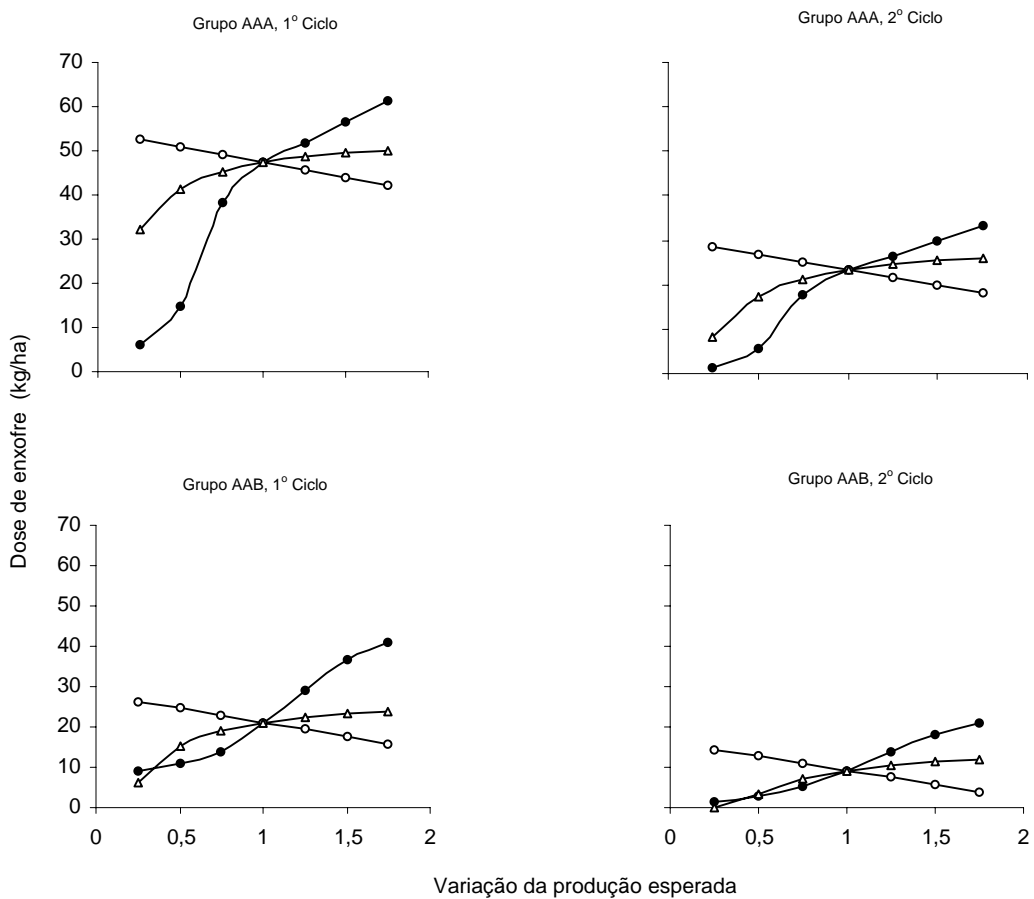 Grupo AAA, 1º Ciclo
Grupo AAA, 2º Ciclo
70
60
50
40
30
20
10
0
Dose de enxofre (kg/ha)
Grupo AAB, 1º Ciclo
Grupo AAB, 2º Ciclo
70
60
50
40
30
20
10
0
0 0,5 1 1,5 2
0 0,5 1 1,5 2
Variação da produção esperada